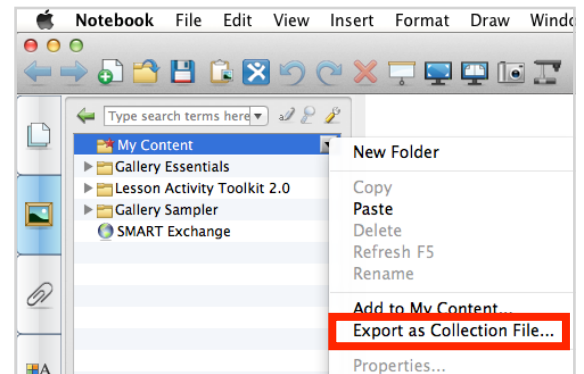 Notebook File Edit View Insert Format Draw
Type search terms here
My Content
Gallery Essentials
Lesson Activity Toolkit 2.0
Gallery Sampler
SMART Exchange
New Folder
Copy
Paste
Delete
Refresh F5
Rename
Add to My Content...
Export as Collection File...
Properties...
A